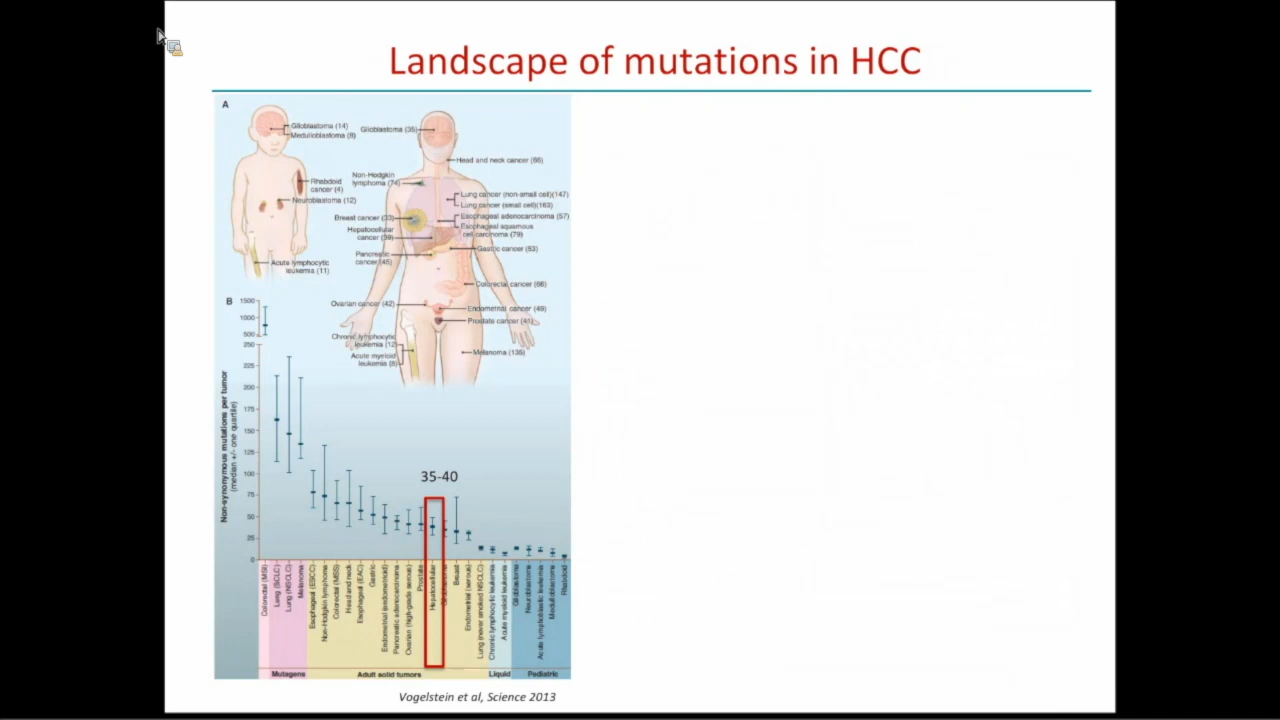 Landscape of mutations in HCC
A
Glioblastoma (14)
Medulloblastoma (8)
Rhabdoid
cancer (4)
Neuroblastoma (12)
Acute lymphocytic
leukemia (11)
Glioblastoma (35)
Head and neck cancer (66)
Non-Hodgkin
lymphoma (74)
Lung cancer (non-small cell)(147)
Lung cancer (small cell)(163)
Breast cancer (33)
Esophageal adenocarcinoma (57)
Esophageal squamous
cell carcinoma (79)
Hepatocellular
cancer (39)
Gastric cancer (53)
Pancreatic
cancer (45)
Colorectal cancer (66)
Ovarian cancer (42)
Endometrial cancer (49)
Prostate cancer (41)
Chronic lymphocytic
leukemia (12)
Acute myeloid
leukemia (8)
Melanoma (135)
B
1500
1000
500
250
225
200
175
150
125
100
75
50
25
0
Non-synonymous mutations per tumor
(median +/- one quartile)
35-40
Colorectal (MSI)
Lung (SCLC)
Lung (NSCLC)
Melanoma
Esophageal (ESCC)
Non-Hodgkin lymphoma
Colorectal (MSS)
Head and neck
Esophageal (EAC)
Gastric
Endometrial (endometrioid)
Pancreatic adenocarcinoma
Ovarian (high-grade serous)
Prostate
Hepatocellular
Breast
Endometrial (serous)
Lung (never smoked NSCLC)
Chronic lymphocytic leukemia
Acute myeloid leukemia
Glioblastoma
Neuroblastoma
Acute lymphoblastic leukemia
Medulloblastoma
Rhabdoid
Mutagens
Adult solid tumors
Liquid
Pediatric
Vogelstein et al, Science 2013